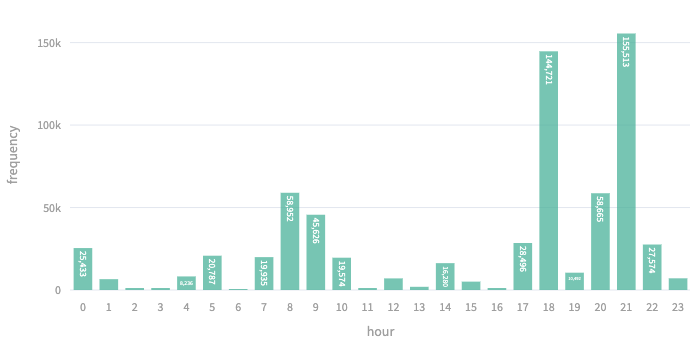 150k
100k
50k
0
frequency
25,433
8,236
20,787
19,935
58,952
45,626
19,574
16,280
28,496
144,721
58,665
155,513
27,574
0 1 2 3 4 5 6 7 8 9 10 11 12 13 14 15 16 17 18 19 20 21 22 23
hour